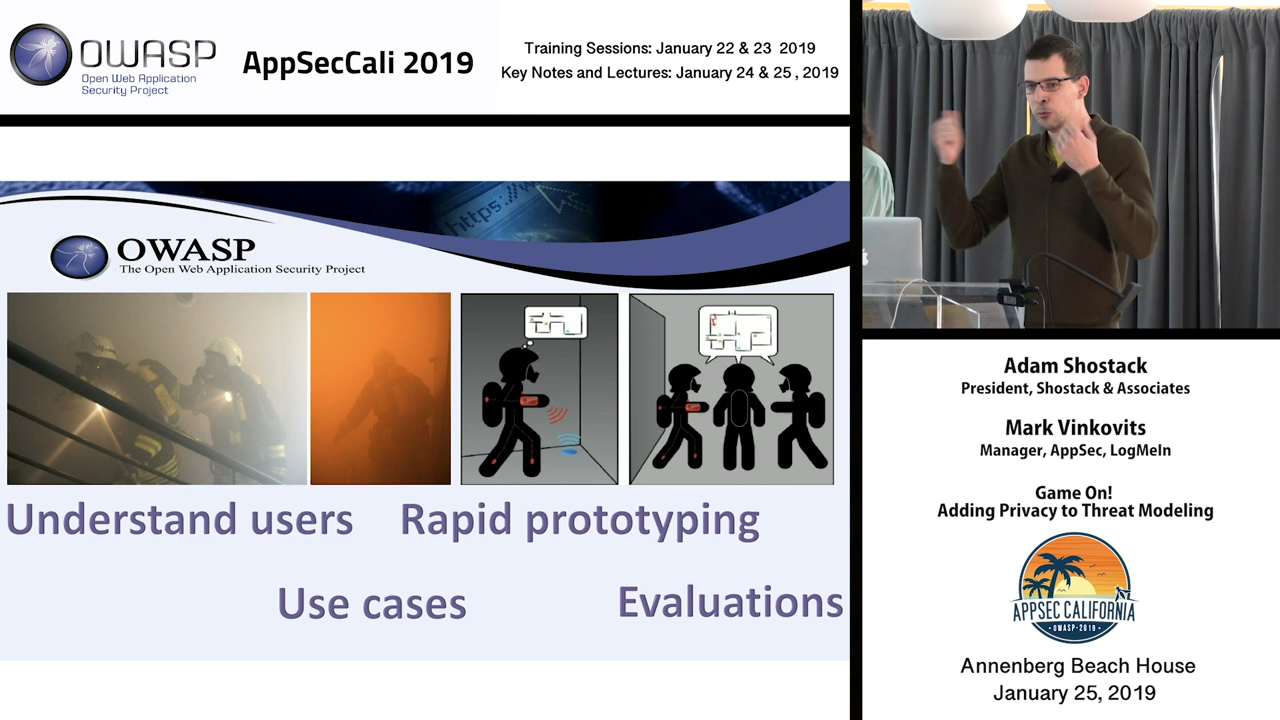 OWASP
Open Web Application
Security Project
AppSecCali 2019
Training Sessions: January 22 & 23 2019
Key Notes and Lectures: January 24 & 25 , 2019
https://w
OWASP
The Open Web Application Security Project
Understand users
Rapid prototyping
Use cases
Evaluations
Adam Shostack
President, Shostack & Associates
Mark Vinkovits
Manager, AppSec, LogMeIn
Game On!
Adding Privacy to Threat Modeling
APPSEC CALIFORNIA
• OWASP-2019 •
Annenberg Beach House
January 25, 2019